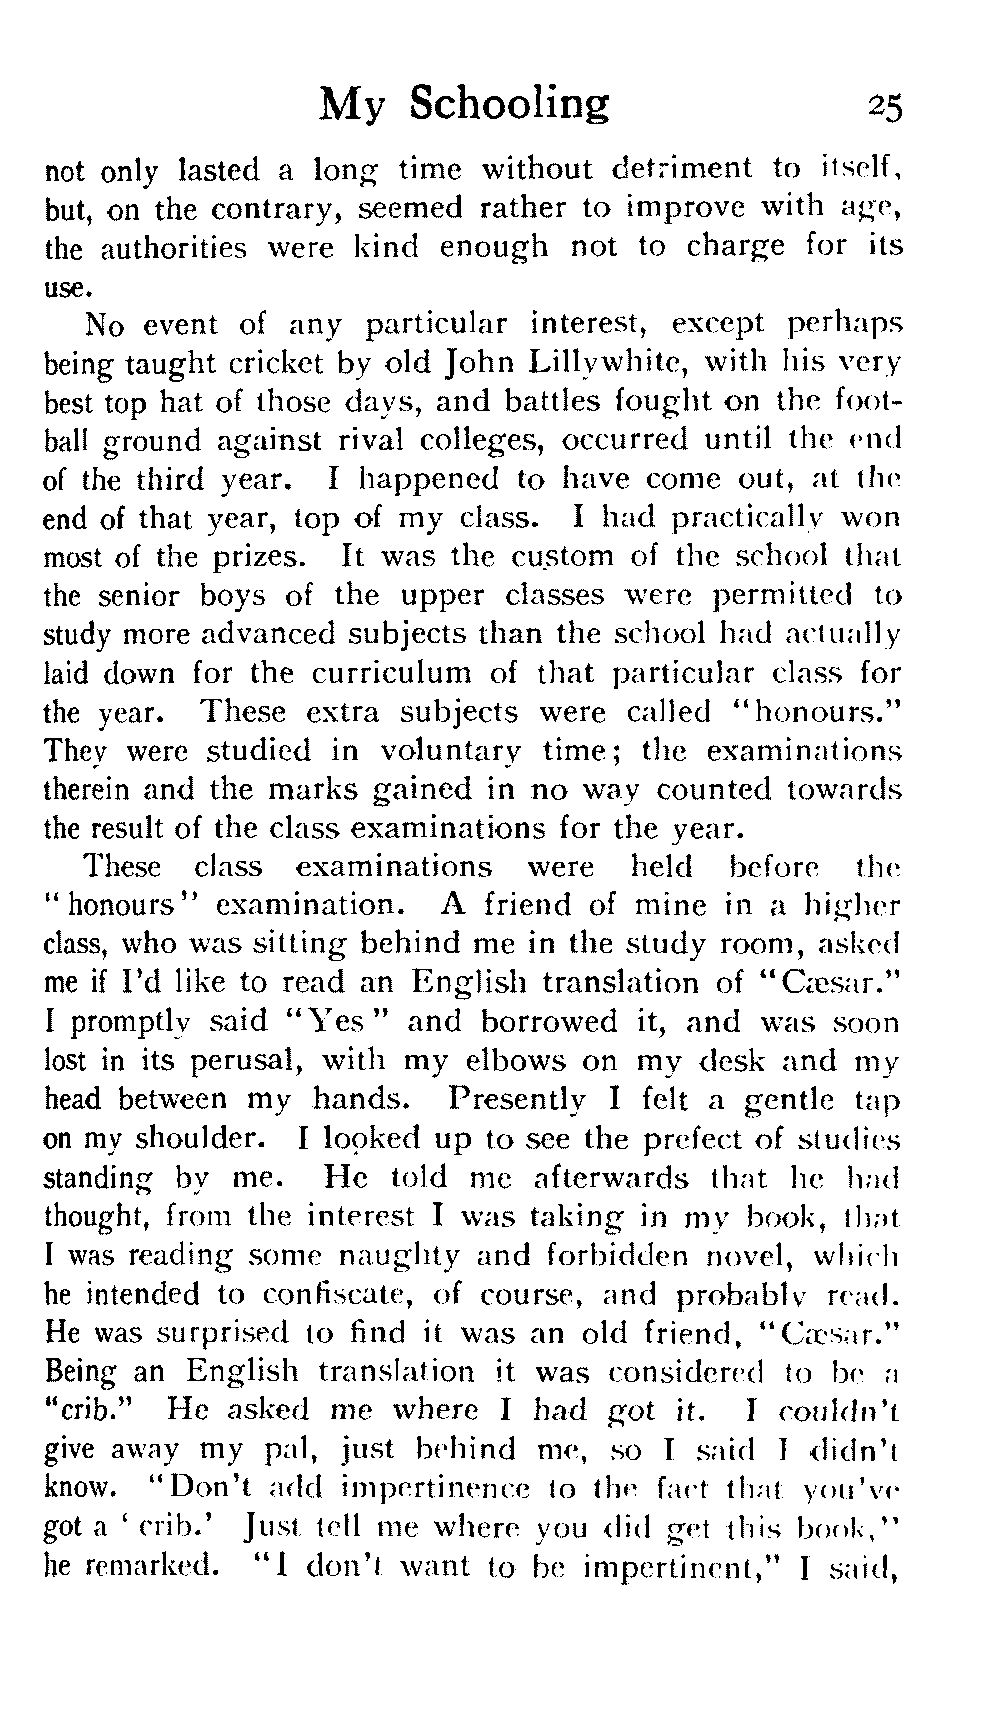 My Schooling 25
not only lasted a long time without detriment to itself,
but, on the contrary, seemed rather to improve with age,
the authorities were kind enough not to charge for its
use.
No event of any particular interest, except perhaps
being taught cricket by old John Lillywhite, with his very
best top hat of those days, and battles fought on the foot-
ball ground against rival colleges, occurred until the end
of the third year. I happened to have come out, at the
end of that year, top of my class. I had practically won
most of the prizes. It was the custom of the school that
the senior boys of the upper classes were permitted to
study more advanced subjects than the school had actually
laid down for the curriculum of that particular class for
the year. These extra subjects were called "honours."
They were studied in voluntary time; the examinations
therein and the marks gained in no way counted towards
the result of the class examinations for the year.
These class examinations were held before the
"honours" examination. A friend of mine in a higher
class, who was sitting behind me in the study room, asked
me if I'd like to read an English translation of "Cæsar."
I promptly said "Yes" and borrowed it, and was soon
lost in its perusal, with my elbows on my desk and my
head between my hands. Presently I felt a gentle tap
on my shoulder. I looked up to see the prefect of studies
standing by me. He told me afterwards that he had
thought, from the interest I was taking in my book, that
I was reading some naughty and forbidden novel, which
he intended to confiscate, of course, and probably read.
He was surprised to find it was an old friend, "Cæsar."
Being an English translation it was considered to be a
"crib." He asked me where I had got it. I couldn't
give away my pal, just behind me, so I said I didn't
know. "Don't add impertinence to the fact that you've
got a 'crib.' Just tell me where you did get this book,"
he remarked. "I don't want to be impertinent," I said,